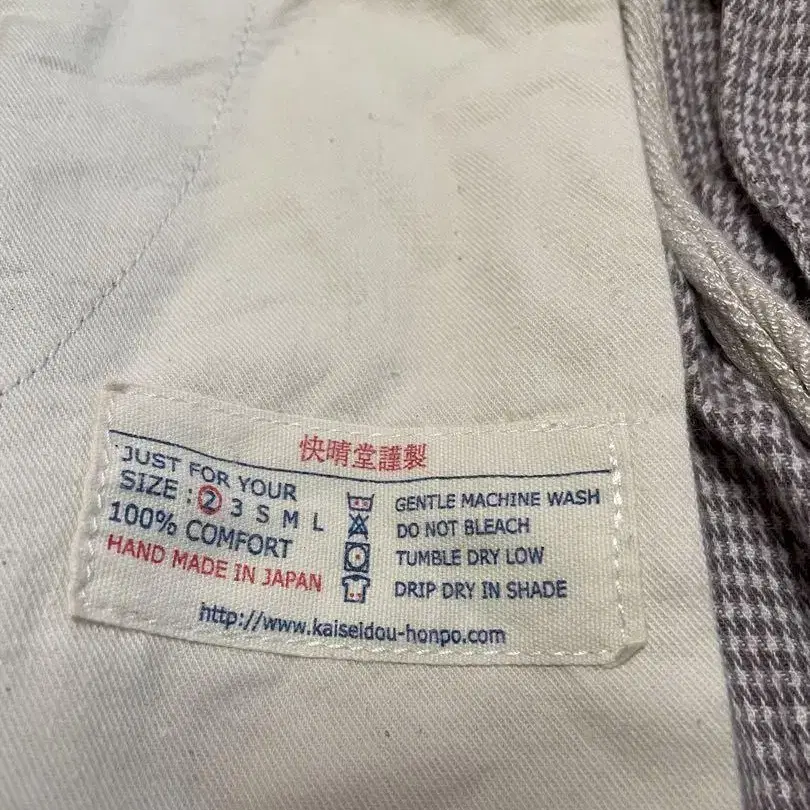 快晴堂謹製
JUST FOR YOUR
SIZE : 2 3 S M L
100% COMFORT
HAND MADE IN JAPAN
GENTLE MACHINE WASH
DO NOT BLEACH
TUMBLE DRY LOW
DRIP DRY IN SHADE
http://www.kaiseidou-honpo.com